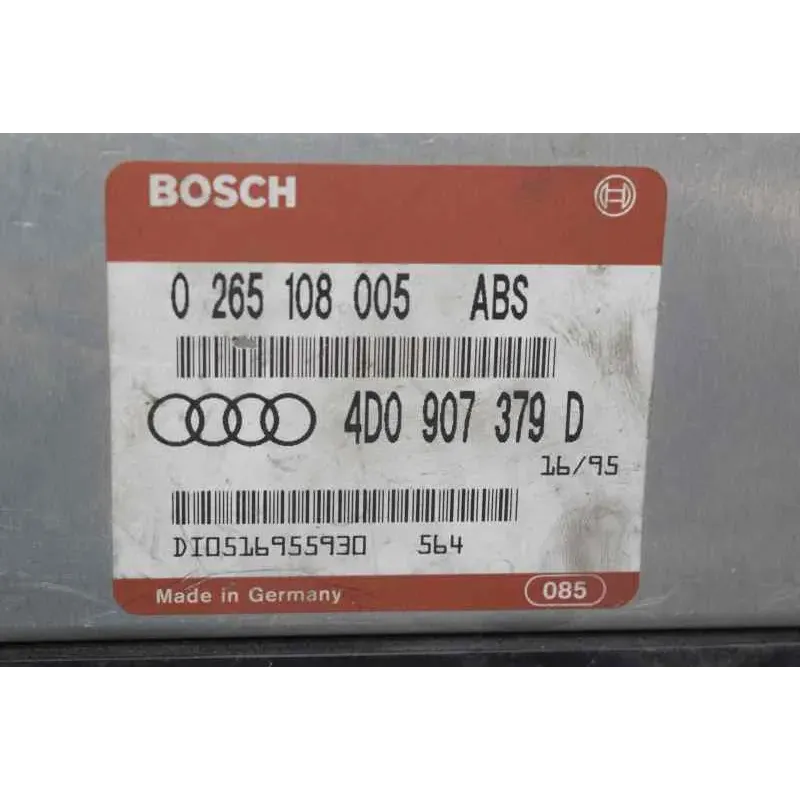 BOSCH
0 265 108 005 ABS
4D0 907 379 D
16/95
DI0516955930 564
Made in Germany 085